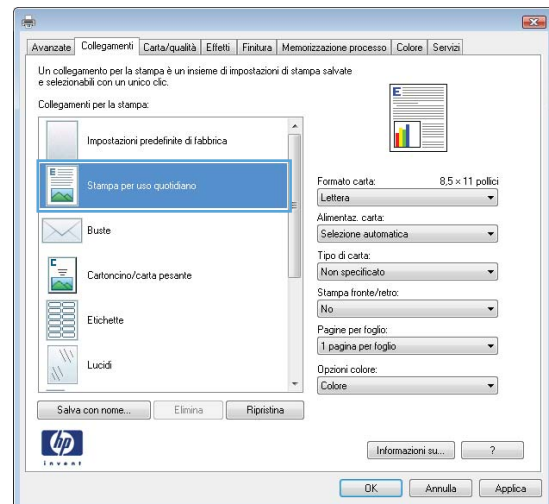 Avanzate Collegamenti Carta/qualità Effetti Finitura Memorizzazione processo Colore Servizi
Un collegamento per la stampa è un insieme di impostazioni di stampa salvate
e selezionabili con un unico clic.
Collegamenti per la stampa:
Impostazioni predefinite di fabbrica
Stampa per uso quotidiano
Buste
Cartoncino/carta pesante
Etichette
Lucidi
Salva con nome... Elimina Ripristina
E
Formato carta: 8,5 × 11 pollici
Lettera
Alimentaz. carta:
Selezione automatica
Tipo di carta:
Non specificato
Stampa fronte/retro:
No
Pagine per foglio:
1 pagina per foglio
Opzioni colore:
Colore
hp
invent
Informazioni su... ?
OK Annulla Applica